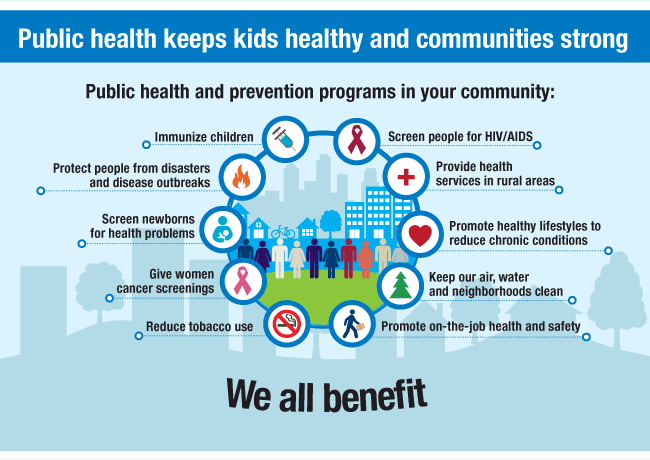 Public health keeps kids healthy and communities strong
Public health and prevention programs in your community:
Immunize children
Protect people from disasters
and disease outbreaks
Screen newborns
for health problems
Give women
cancer screenings
Reduce tobacco use
Screen people for HIV/AIDS
Provide health
services in rural areas
Promote healthy lifestyles to
reduce chronic conditions
Keep our air, water
and neighborhoods clean
Promote on-the-job health and safety
We all benefit